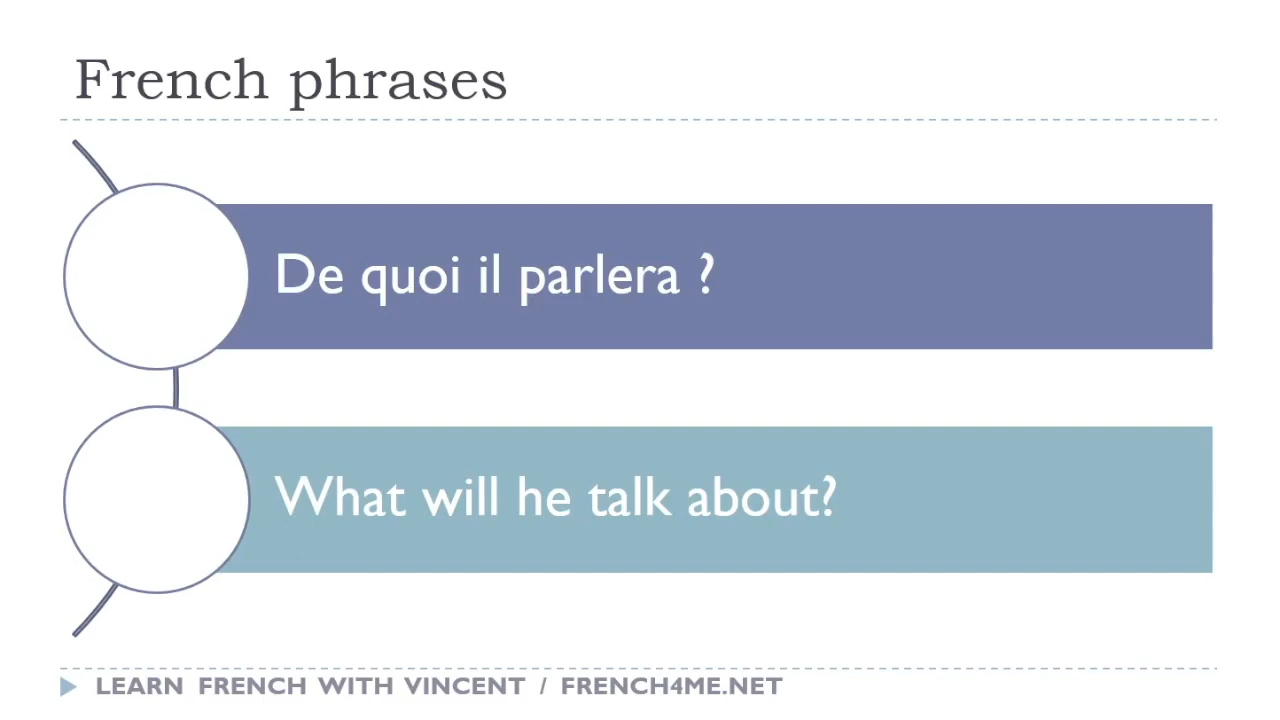 French phrases
De quoi il parlera ?
What will he talk about?
LEARN FRENCH WITH VINCENT / FRENCH4ME.NET